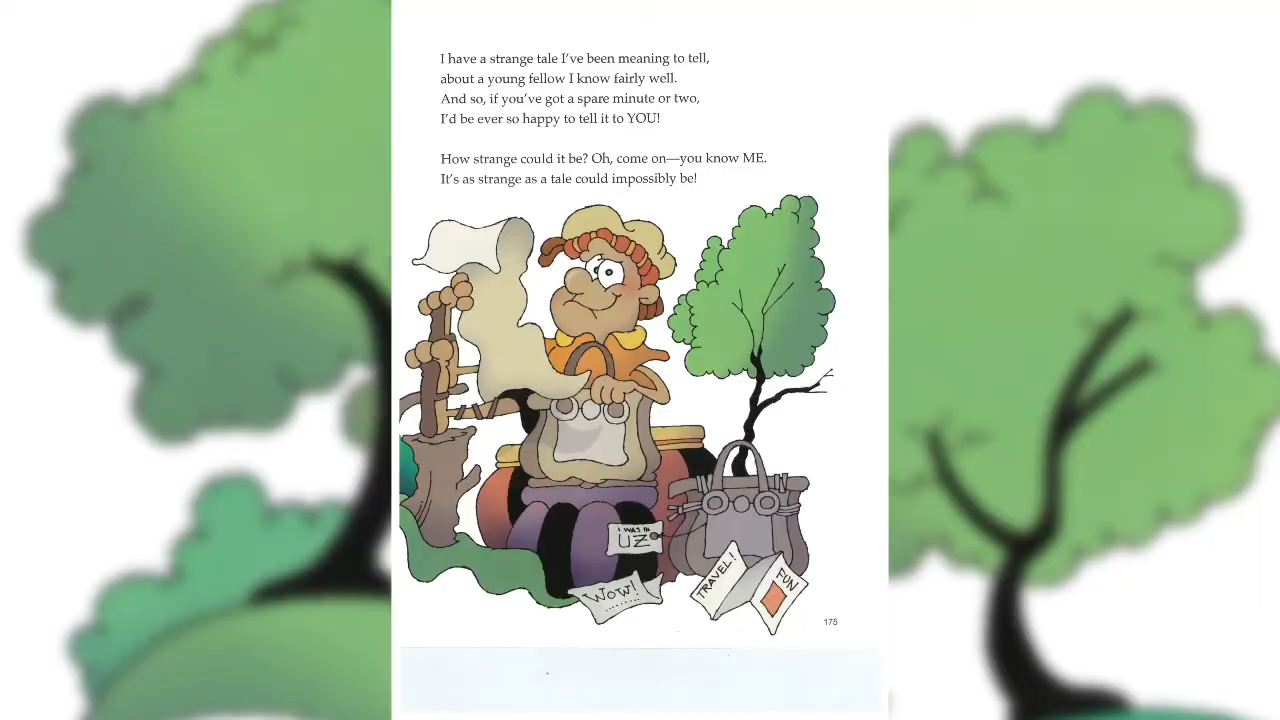 I have a strange tale I've been meaning to tell,
about a young fellow I know fairly well.
And so, if you've got a spare minute or two,
I'd be ever so happy to tell it to YOU!
How strange could it be? Oh, come on—you know ME.
It's as strange as a tale could impossibly be!
I WAS IN
UZ
WOW!
TRAVEL!
FUN
175